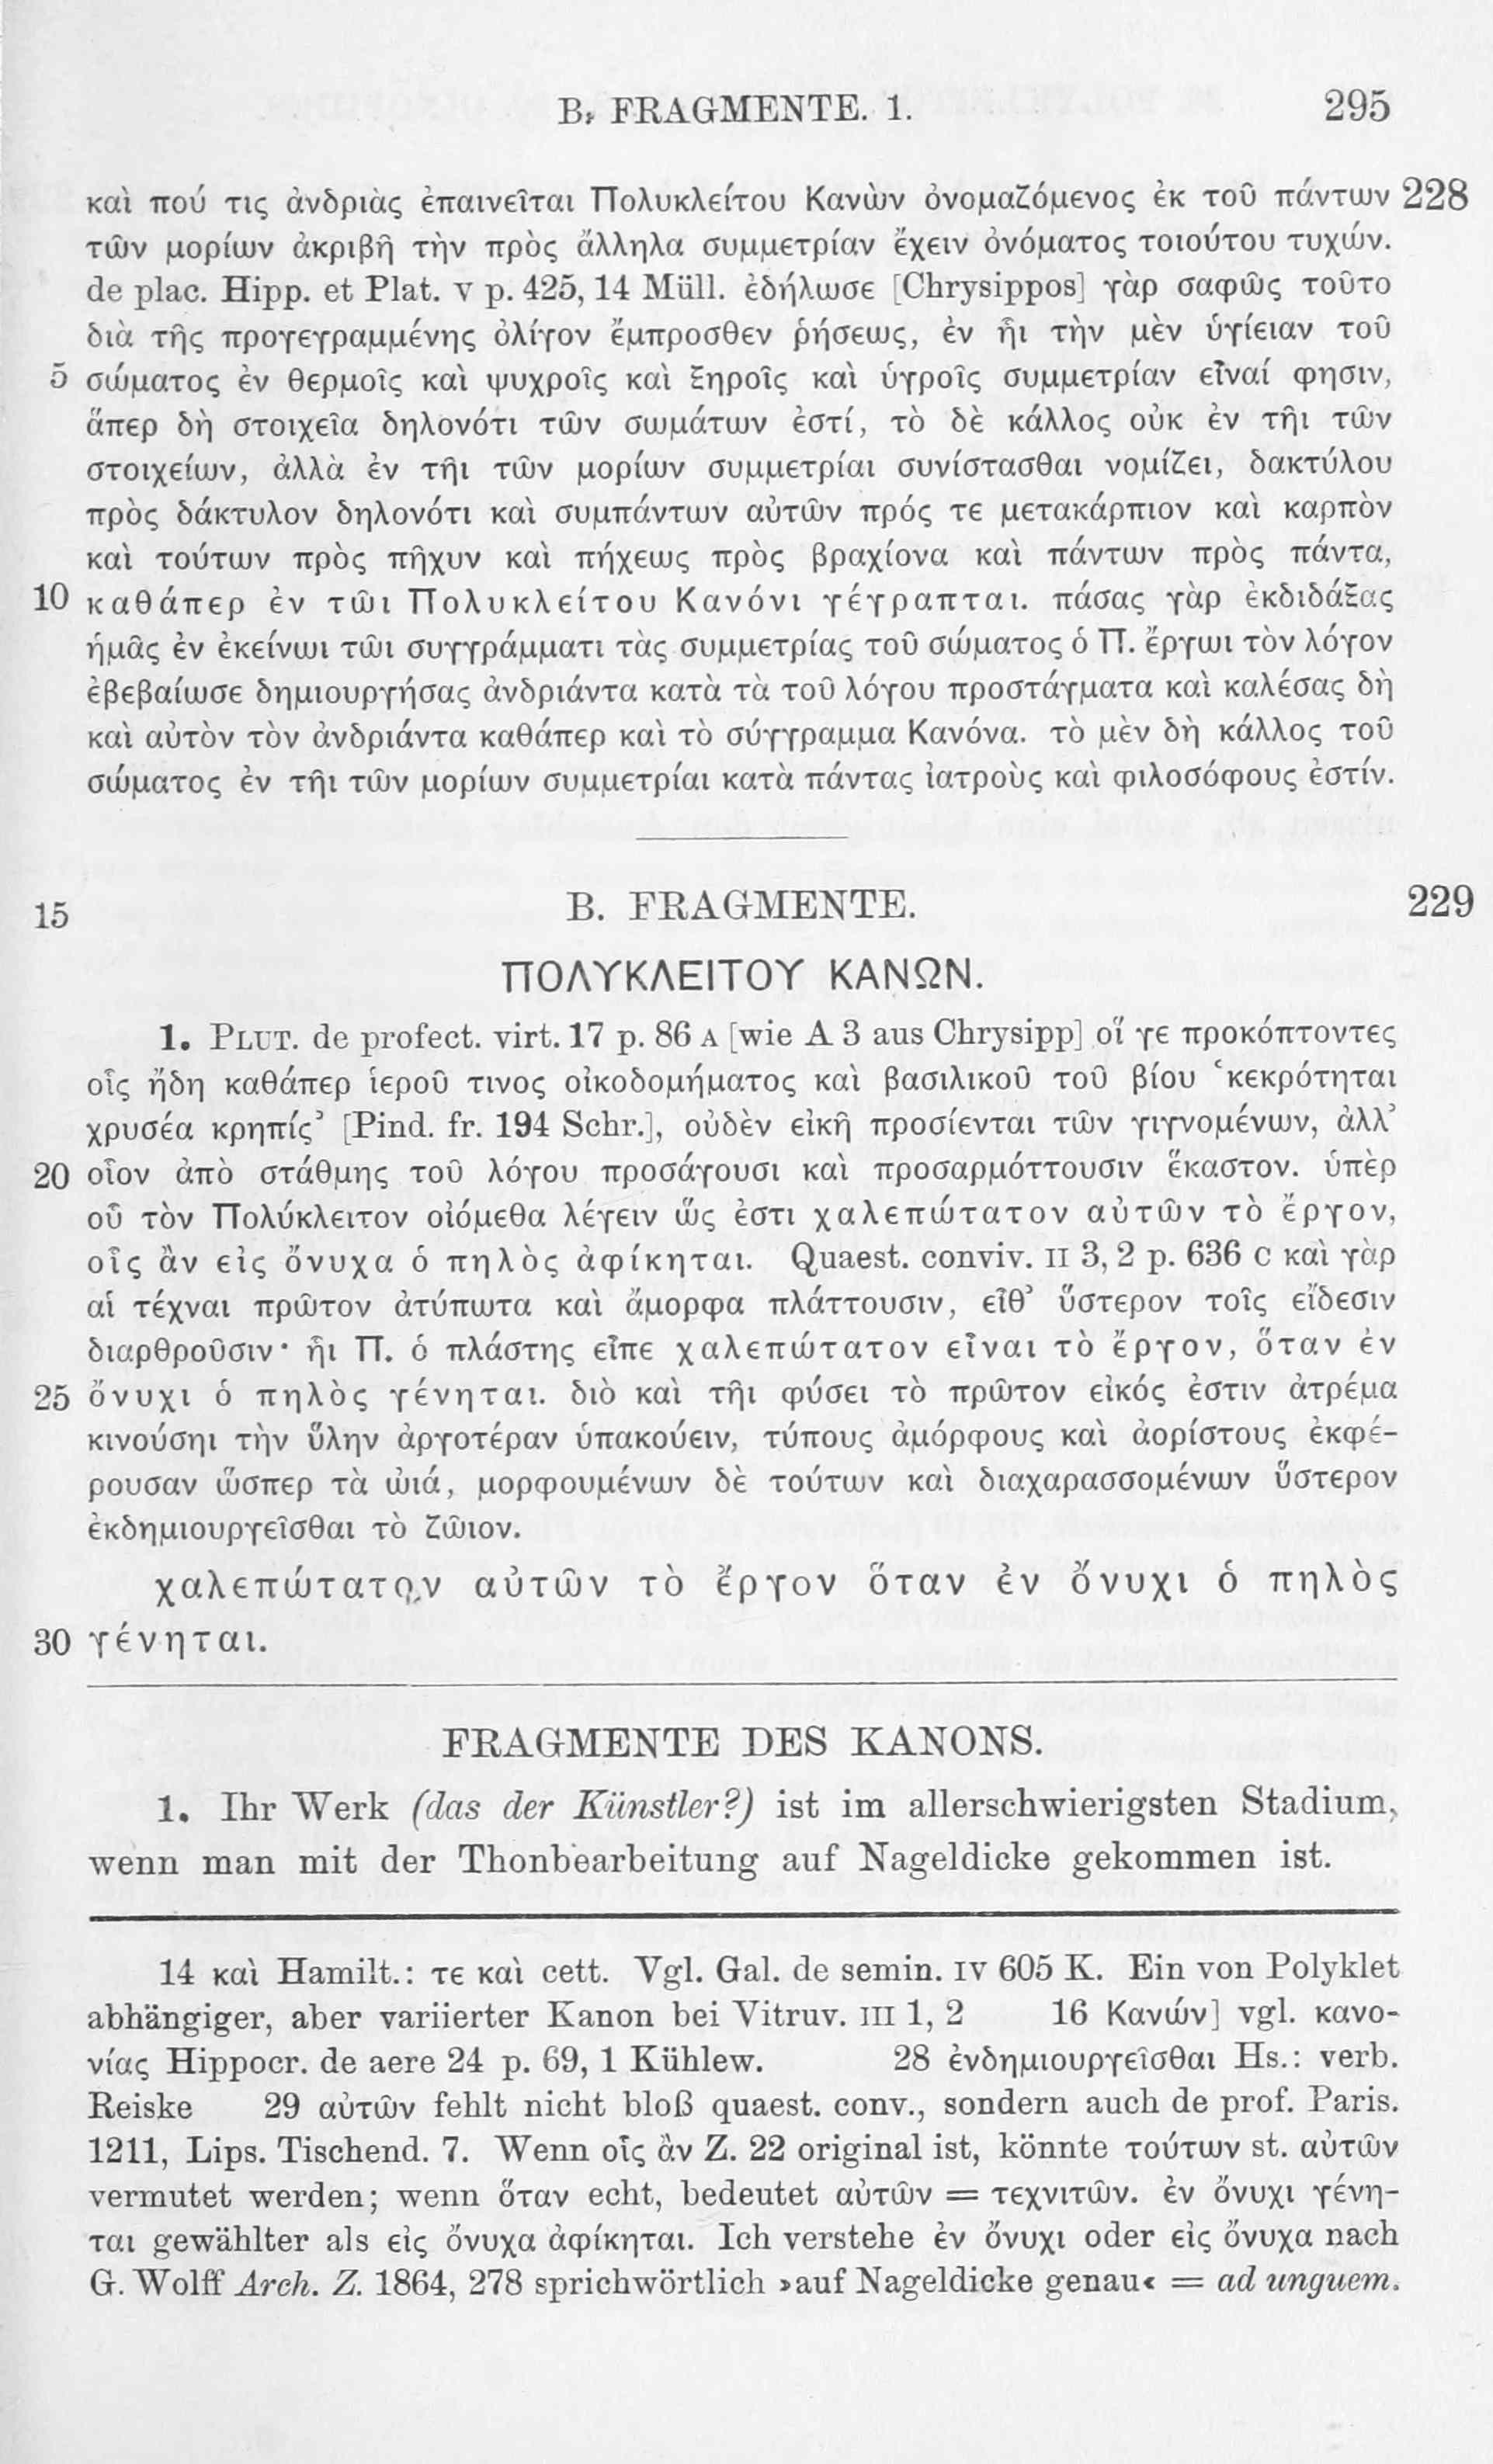 B. FRAGMENTE. 1. 295
καὶ πού τις ἀνδριὰς ἐπαινεῖται Πολυκλείτου Κανὼν ὀνομαζόμενος ἐκ τοῦ πάντων 228
τῶν μορίων ἀκριβῆ τὴν πρὸς ἄλληλα συμμετρίαν ἔχειν ὀνόματος τοιούτου τυχών.
de plac. Hipp. et Plat. v p. 425, 14 Müll. ἐδήλωσε [Chrysippos] γὰρ σαφῶς τοῦτο
διὰ τῆς προγεγραμμένης ὀλίγον ἔμπροσθεν ῥήσεως, ἐν ἧι τὴν μὲν ὑγίειαν τοῦ
5 σώματος ἐν θερμοῖς καὶ ψυχροῖς καὶ ξηροῖς καὶ ὑγροῖς συμμετρίαν εἶναί φησιν,
ἅπερ δὴ στοιχεῖα δηλονότι τῶν σωμάτων ἐστί, τὸ δὲ κάλλος οὐκ ἐν τῆι τῶν
στοιχείων, ἀλλὰ ἐν τῆι τῶν μορίων συμμετρίαι συνίστασθαι νομίζει, δακτύλου
πρὸς δάκτυλον δηλονότι καὶ συμπάντων αὐτῶν πρός τε μετακάρπιον καὶ καρπὸν
καὶ τούτων πρὸς πῆχυν καὶ πήχεως πρὸς βραχίονα καὶ πάντων πρὸς πάντα,
10 καθάπερ ἐν τῶι Πολυκλείτου Κανόνι γέγραπται. πάσας γὰρ ἐκδιδάξας
ἡμᾶς ἐν ἐκείνωι τῶι συγγράμματι τὰς συμμετρίας τοῦ σώματος ὁ Π. ἔργωι τὸν λόγον
ἐβεβαίωσε δημιουργήσας ἀνδριάντα κατὰ τὰ τοῦ λόγου προστάγματα καὶ καλέσας δὴ
καὶ αὐτὸν τὸν ἀνδριάντα καθάπερ καὶ τὸ σύγγραμμα Κανόνα. τὸ μὲν δὴ κάλλος τοῦ
σώματος ἐν τῆι τῶν μορίων συμμετρίαι κατὰ πάντας ἰατροὺς καὶ φιλοσόφους ἐστίν.
15 B. FRAGMENTE. 229
ΠΟΛΥΚΛΕΙΤΟΥ ΚΑΝΩΝ.
1. PLUT. de profect. virt. 17 p. 86 A [wie A 3 aus Chrysipp] οἵ γε προκόπτοντες
οἷς ἤδη καθάπερ ἱεροῦ τινος οἰκοδομήματος καὶ βασιλικοῦ τοῦ βίου ‘κεκρότηται
χρυσέα κρηπίς’ [Pind. fr. 194 Schr.], οὐδὲν εἰκῆ προσίενται τῶν γιγνομένων, ἀλλ’
20 οἷον ἀπὸ στάθμης τοῦ λόγου προσάγουσι καὶ προσαρμόττουσιν ἕκαστον. ὑπὲρ
οὗ τὸν Πολύκλειτον οἰόμεθα λέγειν ὥς ἐστι χαλεπώτατον αὐτῶν τὸ ἔργον,
οἷς ἂν εἰς ὄνυχα ὁ πηλὸς ἀφίκηται. Quaest. conviv. II 3, 2 p. 636 C καὶ γὰρ
αἱ τέχναι πρῶτον ἀτύπωτα καὶ ἄμορφα πλάττουσιν, εἶθ’ ὕστερον τοῖς εἴδεσιν
διαρθροῦσιν· ἧι Π. ὁ πλάστης εἶπε χαλεπώτατον εἶναι τὸ ἔργον, ὅταν ἐν
25 ὄνυχι ὁ πηλὸς γένηται. διὸ καὶ τῆι φύσει τὸ πρῶτον εἰκός ἐστιν ἀτρέμα
κινούσηι τὴν ὕλην ἀργοτέραν ὑπακούειν, τύπους ἀμόρφους καὶ ἀορίστους ἐκφέ-
ρουσαν ὥσπερ τὰ ὠιά, μορφουμένων δὲ τούτων καὶ διαχαρασσομένων ὕστερον
ἐκδημιουργεῖσθαι τὸ ζῶιον.
χαλεπώτατον αὐτῶν τὸ ἔργον ὅταν ἐν ὄνυχι ὁ πηλὸς
30 γένηται.
FRAGMENTE DES KANONS.
1. Ihr Werk (das der Künstler?) ist im allerschwierigsten Stadium,
wenn man mit der Thonbearbeitung auf Nageldicke gekommen ist.
14 καὶ Hamilt.: τε καὶ cett. Vgl. Gal. de semin. IV 605 K. Ein von Polyklet
abhängiger, aber variierter Kanon bei Vitruv. III 1, 2 16 Κανών] vgl. κανο-
νίας Hippocr. de aere 24 p. 69, 1 Kühlew. 28 ἐνδημιουργεῖσθαι Hs.: verb.
Reiske 29 αὐτῶν fehlt nicht bloß quaest. conv., sondern auch de prof. Paris.
1211, Lips. Tischend. 7. Wenn οἷς ἂν Z. 22 original ist, könnte τούτων st. αὐτῶν
vermutet werden; wenn ὅταν echt, bedeutet αὐτῶν = τεχνιτῶν. ἐν ὄνυχι γένη-
ται gewählter als εἰς ὄνυχα ἀφίκηται. Ich verstehe ἐν ὄνυχι oder εἰς ὄνυχα nach
G. Wolff Arch. Z. 1864, 278 sprichwörtlich »auf Nageldicke genau« = ad unguem.